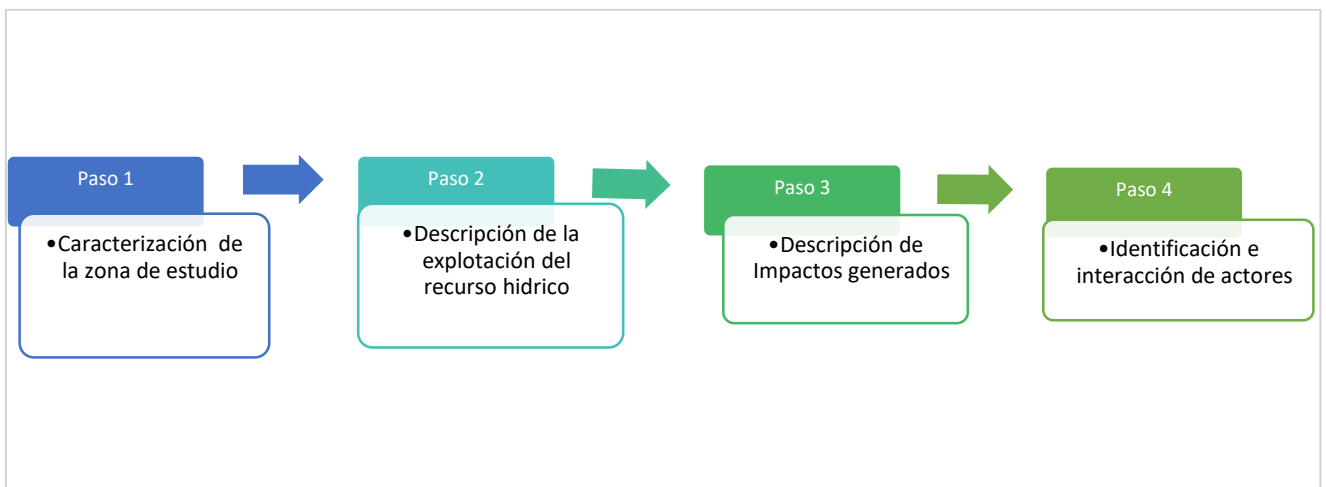 Paso 1
•Caracterización de
la zona de estudio
Paso 2
•Descripción de la
explotación del
recurso hidrico
Paso 3
•Descripción de
Impactos generados
Paso 4
•Identificación e
interacción de actores